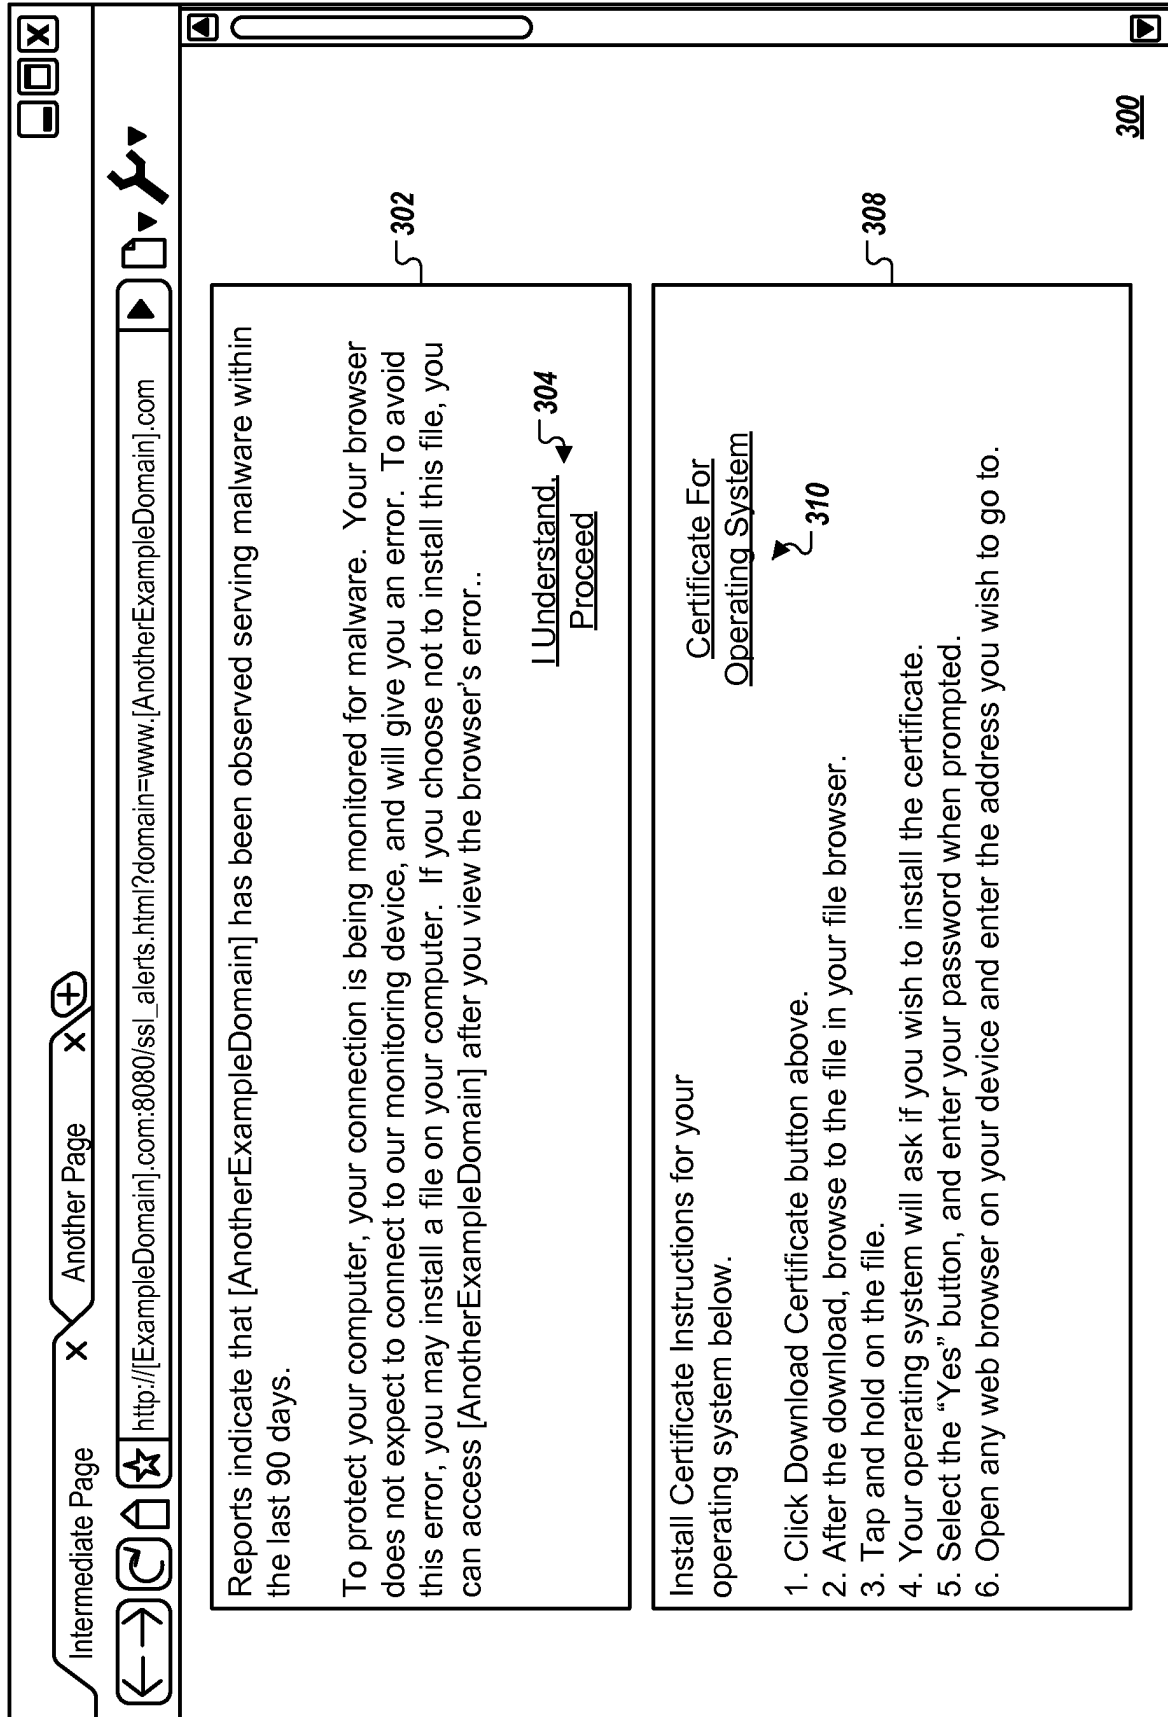 Intermediate Page X
Another Page X
http://[ExampleDomain].com:8080/ssl_alerts.html?domain=www.[AnotherExampleDomain].com
Reports indicate that [AnotherExampleDomain] has been observed serving malware within
the last 90 days.
To protect your computer, your connection is being monitored for malware. Your browser
does not expect to connect to our monitoring device, and will give you an error. To avoid
this error, you may install a file on your computer. If you choose not to install this file, you
can access [AnotherExampleDomain] after you view the browser's error..
I Understand,
Proceed
304
302
Install Certificate Instructions for your
operating system below.
Certificate For
Operating System
310
1. Click Download Certificate button above.
2. After the download, browse to the file in your file browser.
3. Tap and hold on the file.
4. Your operating system will ask if you wish to install the certificate.
5. Select the “Yes” button, and enter your password when prompted.
6. Open any web browser on your device and enter the address you wish to go to.
308
300